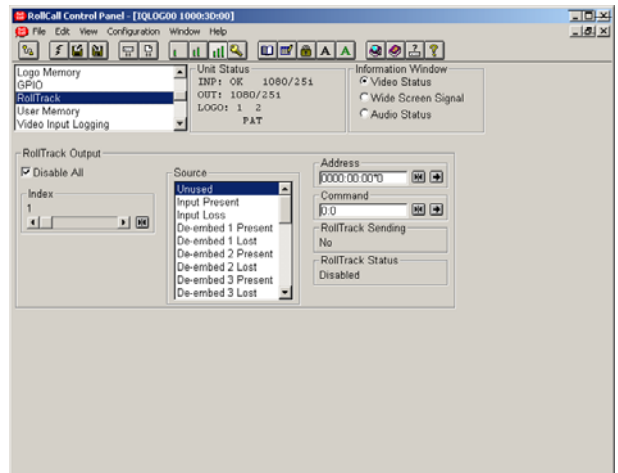 RollCall Control Panel - [IQLOG00 1000:3D:00]
File Edit View Configuration Window Help
Logo Memory
GPIO
RollTrack
User Memory
Video Input Logging
Unit Status
INP: OK 1080/25i
OUT: 1080/25i
LOGO: 1 2
PAT
Information Window
Video Status
Wide Screen Signal
Audio Status
RollTrack Output
Disable All
Index
1
Source
Unused
Input Present
Input Loss
De-embed 1 Present
De-embed 1 Lost
De-embed 2 Present
De-embed 2 Lost
De-embed 3 Present
De-embed 3 Lost
Address
0000:00:00*0
Command
0:0
RollTrack Sending
No
RollTrack Status
Disabled